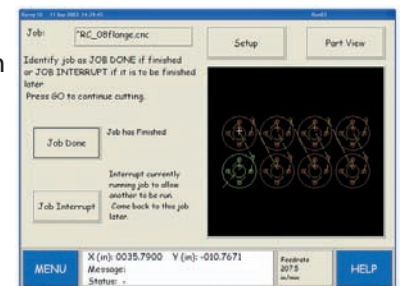 Job: "RC_08flange.cnc
Setup
Part View
Identify job as JOB DONE if finished
or JOB INTERRUPT if it is to be finished
later
Press GO to continue cutting.
Job Done
Job has Finished
Interrupt currently
running job to allow
another to be run.
Come back to this job
later.
Job Interrupt
MENU
X (in): 0035.7900 Y (in): -010.7671
Message:
Status: -
Feedrate
207.5
in/min
HELP